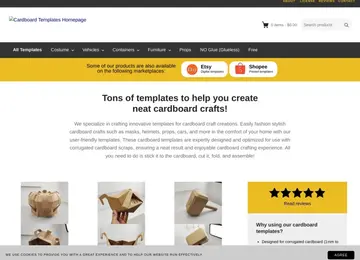 ABOUT LICENSE REVIEWS CONTACT
Cardboard Templates Homepage
0 items - $0.00
Search products
All Templates Costume Vehicles Containers Furniture Props NO Glue (Glueless) Free
Some of our products are also available
on the following marketplaces:
Etsy
Digital templates
Shopee
Printed Templates
Tons of templates to help you create
neat cardboard crafts!
We specialize in crafting innovative templates for cardboard craft creations. Easily fashion stylish
cardboard crafts such as masks, helmets, props, cars, and more in the comfort of your home with our
user-friendly templates. These cardboard templates are expertly designed and optimized for use with
corrugated cardboard scraps, ensuring a neat result and enjoyable cardboard crafting experience. All
you need to do is stick it to the cardboard, cut it, fold, and assemble!
Read reviews
Why using our cardboard
templates?
Designed for corrugated cardboard (1mm to
WE USE COOKIES TO PROVIDE YOU WITH A GREAT EXPERIENCE AND TO HELP OUR WEBSITE RUN EFFECTIVELY.
AGREE